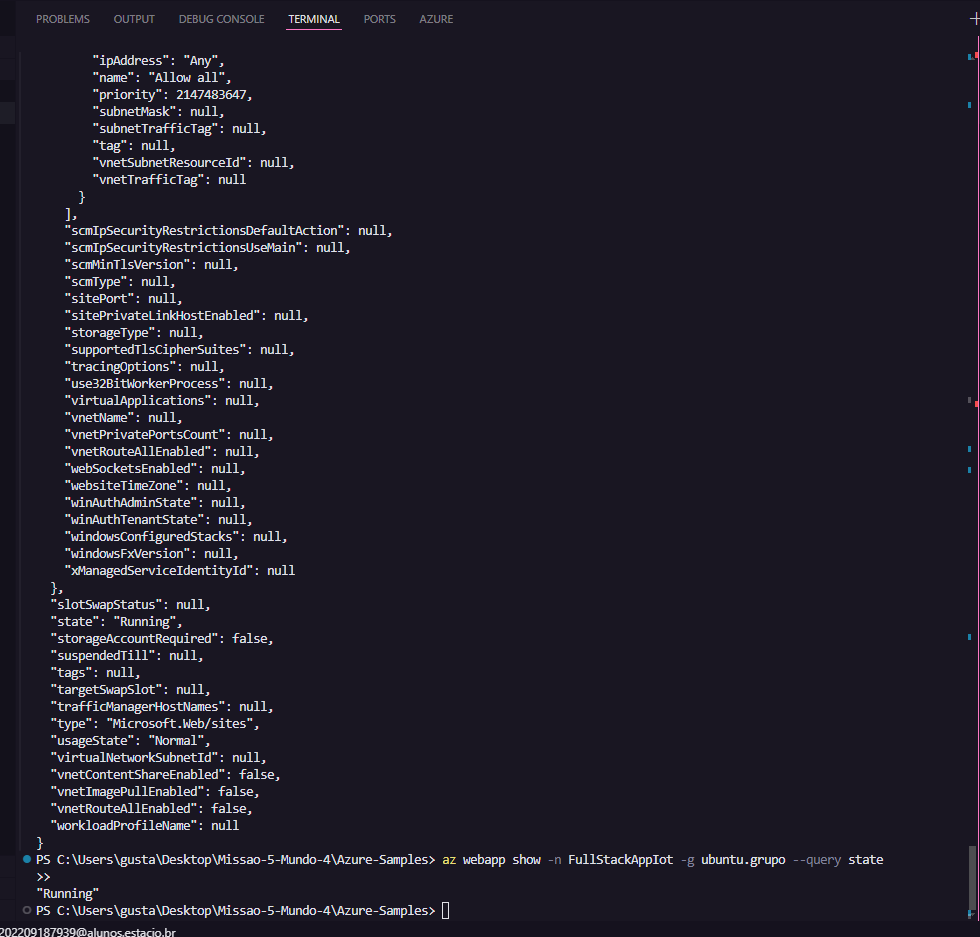 PROBLEMS OUTPUT DEBUG CONSOLE TERMINAL PORTS AZURE
"ipAddress": "Any",
"name": "Allow all",
"priority": 2147483647,
"subnetMask": null,
"subnetTrafficTag": null,
"tag": null,
"vnetSubnetResourceId": null,
"vnetTrafficTag": null
}
],
"scmIpSecurityRestrictionsDefaultAction": null,
"scmIpSecurityRestrictionsUseMain": null,
"scmMinTlsVersion": null,
"scmType": null,
"sitePort": null,
"sitePrivateLinkHostEnabled": null,
"storageType": null,
"supportedTlsCipherSuites": null,
"tracingOptions": null,
"use32BitWorkerProcess": null,
"virtualApplications": null,
"vnetName": null,
"vnetPrivatePortsCount": null,
"vnetRouteAllEnabled": null,
"webSocketsEnabled": null,
"websiteTimeZone": null,
"winAuthAdminState": null,
"winAuthTenantState": null,
"windowsConfiguredStacks": null,
"windowsFxVersion": null,
"xManagedServiceIdentityId": null
},
"slotSwapStatus": null,
"state": "Running",
"storageAccountRequired": false,
"suspendedTill": null,
"tags": null,
"targetSwapSlot": null,
"trafficManagerHostNames": null,
"type": "Microsoft.Web/sites",
"usageState": "Normal",
"virtualNetworkSubnetId": null,
"vnetContentShareEnabled": false,
"vnetImagePullEnabled": false,
"vnetRouteAllEnabled": false,
"workloadProfileName": null
}
PS C:\Users\gusta\Desktop\Missao-5-Mundo-4\Azure-Samples> az webapp show -n FullStackAppIot -g ubuntu.grupo --query state
>>
"Running"
PS C:\Users\gusta\Desktop\Missao-5-Mundo-4\Azure-Samples>
202209187939@alunos.estacio.br